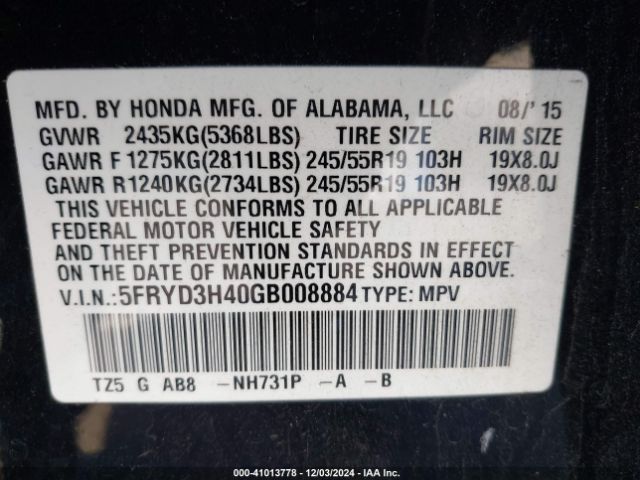 MFD. BY HONDA MFG. OF ALABAMA, LLC 08/'15
GVWR 2435KG(5368LBS) TIRE SIZE RIM SIZE
GAWR F 1275KG(2811LBS) 245/55R19 103H 19X8.0J
GAWR R1240KG(2734LBS) 245/55R19 103H 19X8.0J
THIS VEHICLE CONFORMS TO ALL APPLICABLE
FEDERAL MOTOR VEHICLE SAFETY
AND THEFT PREVENTION STANDARDS IN EFFECT
ON THE DATE OF MANUFACTURE SHOWN ABOVE.
V.I.N.:5FRYD3H40GB008884 TYPE: MPV
TZ5 G AB8 -NH731P -A -B
000-41013778 - 12/03/2024 - IAA Inc.